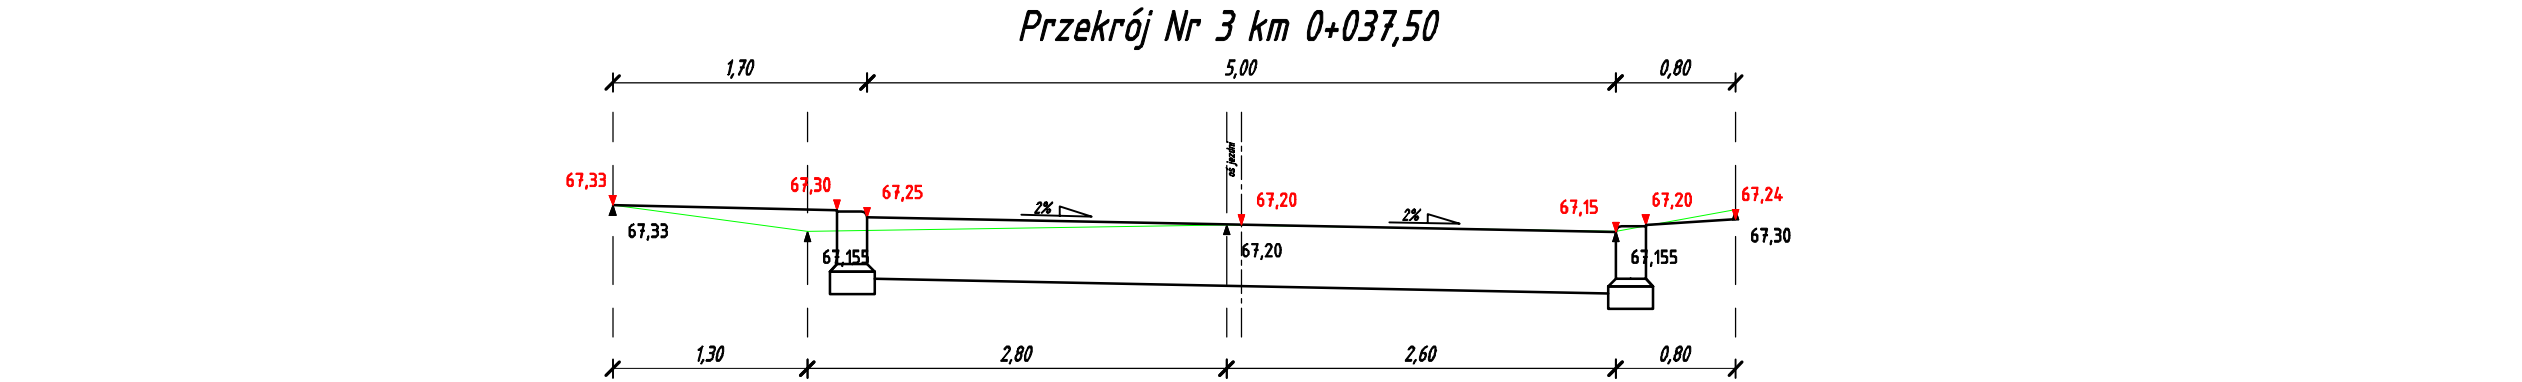 Przekrój Nr 3 km 0+037,50
1,70 5,00 0,80
oś jezdni
67,33 67,30 67,25 2% 67,20 2% 67,15 67,20 67,24
67,33 67,155 67,20 67,155 67,30
1,30 2,80 2,60 0,80